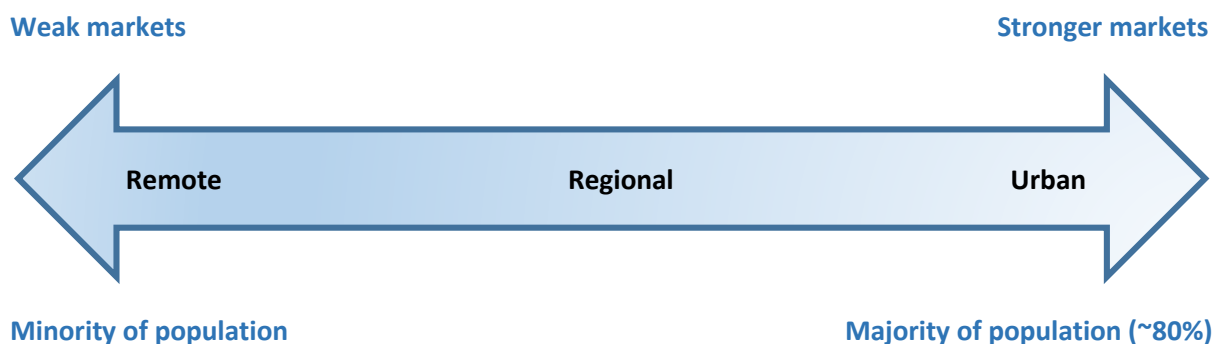 Weak markets Stronger markets
Remote Regional Urban
Minority of population Majority of population (~80%)